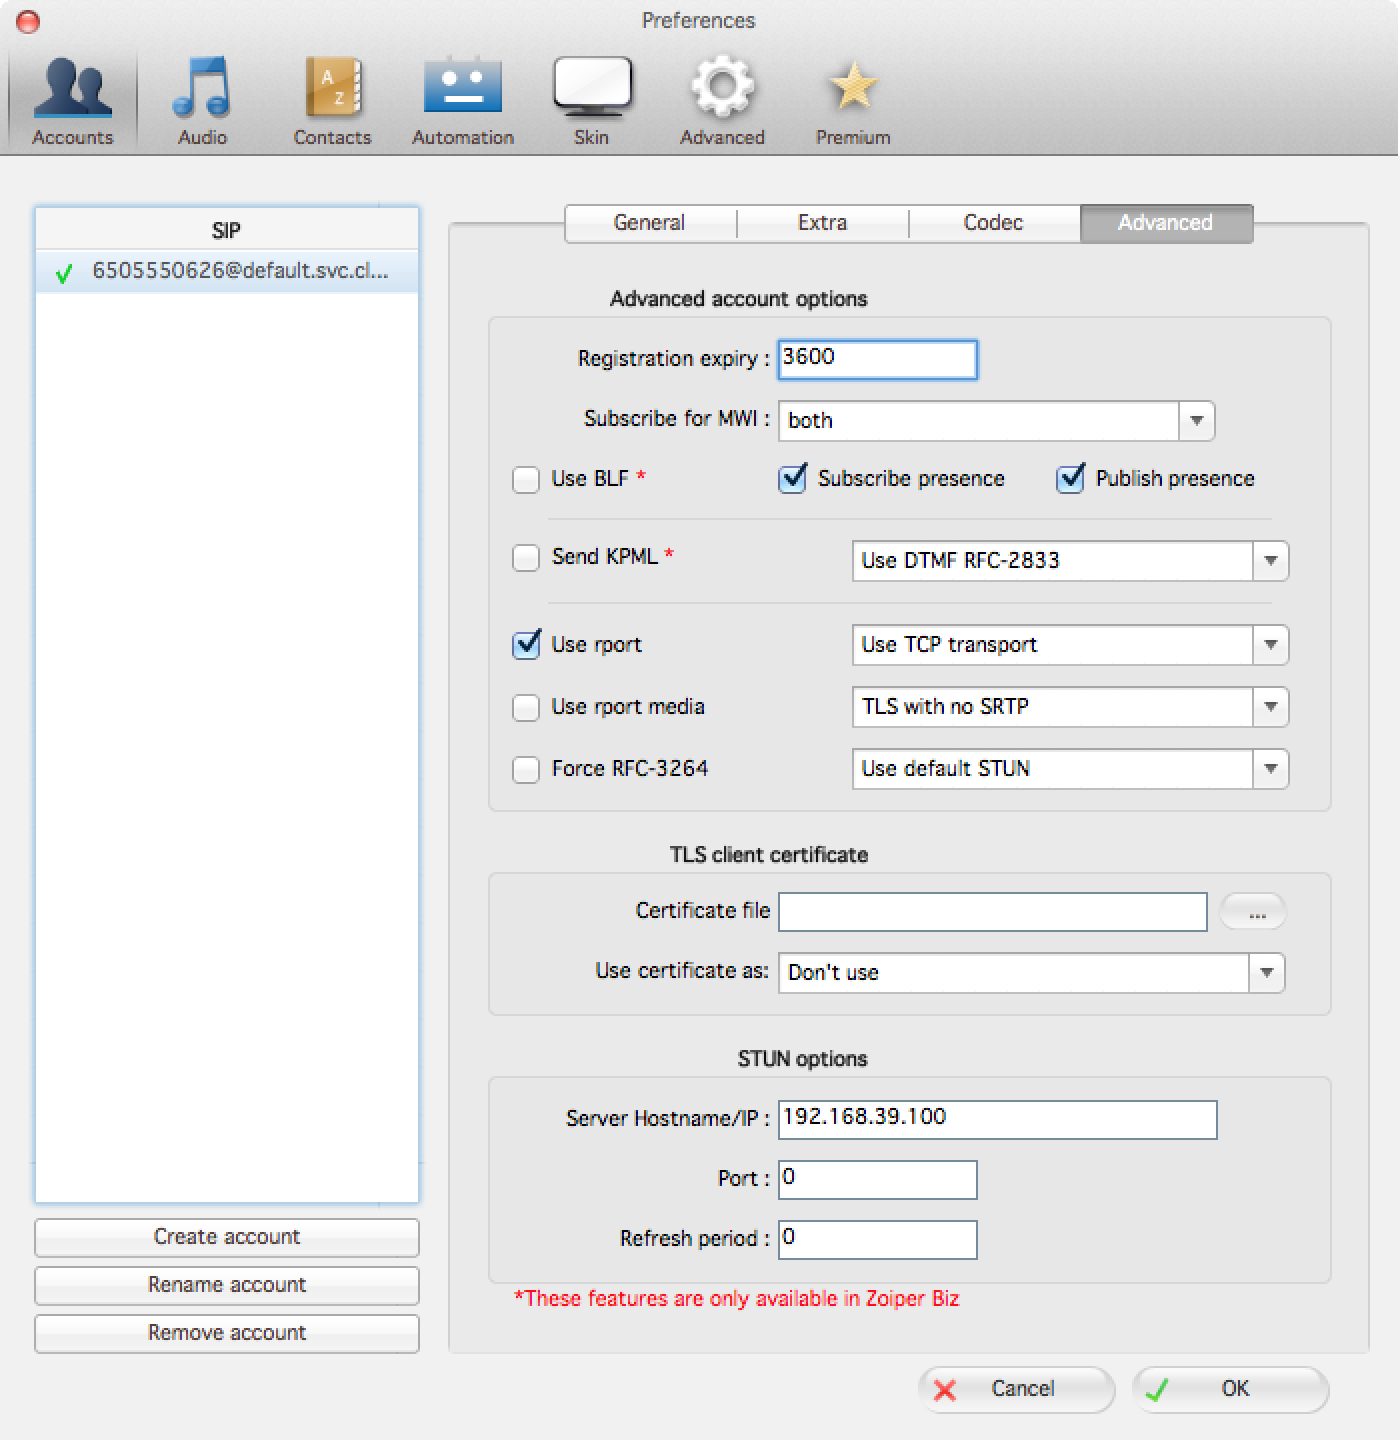 Preferences
Accounts
Audio
A
Z
Contacts
Automation
Skin
Advanced
Premium
SIP
6505550626@default.svc.cl...
Create account
Rename account
Remove account
General
Extra
Codec
Advanced
Advanced account options
Registration expiry : 3600
Subscribe for MWI : both
Use BLF * Subscribe presence Publish presence
Send KPML * Use DTMF RFC-2833
Use rport Use TCP transport
Use rport media TLS with no SRTP
Force RFC-3264 Use default STUN
TLS client certificate
Certificate file ...
Use certificate as: Don't use
STUN options
Server Hostname/IP : 192.168.39.100
Port : 0
Refresh period : 0
*These features are only available in Zoiper Biz
Cancel
OK